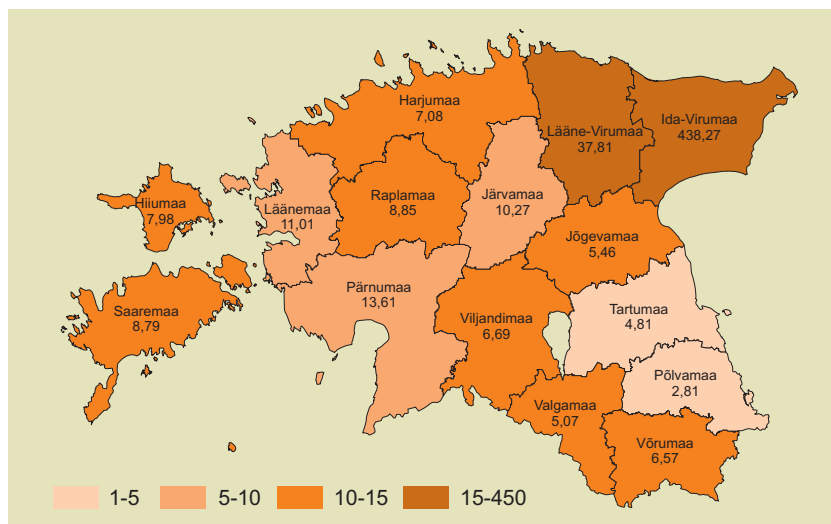 Harjumaa
7,08
Lääne-Virumaa
37,81
Ida-Virumaa
438,27
Hiiumaa
7,98
Läänemaa
11,01
Raplamaa
8,85
Järvamaa
10,27
Jõgevamaa
5,46
Saaremaa
8,79
Pärnumaa
13,61
Viljandimaa
6,69
Tartumaa
4,81
Põlvamaa
2,81
Valgamaa
5,07
Võrumaa
6,57
1-5 5-10 10-15 15-450